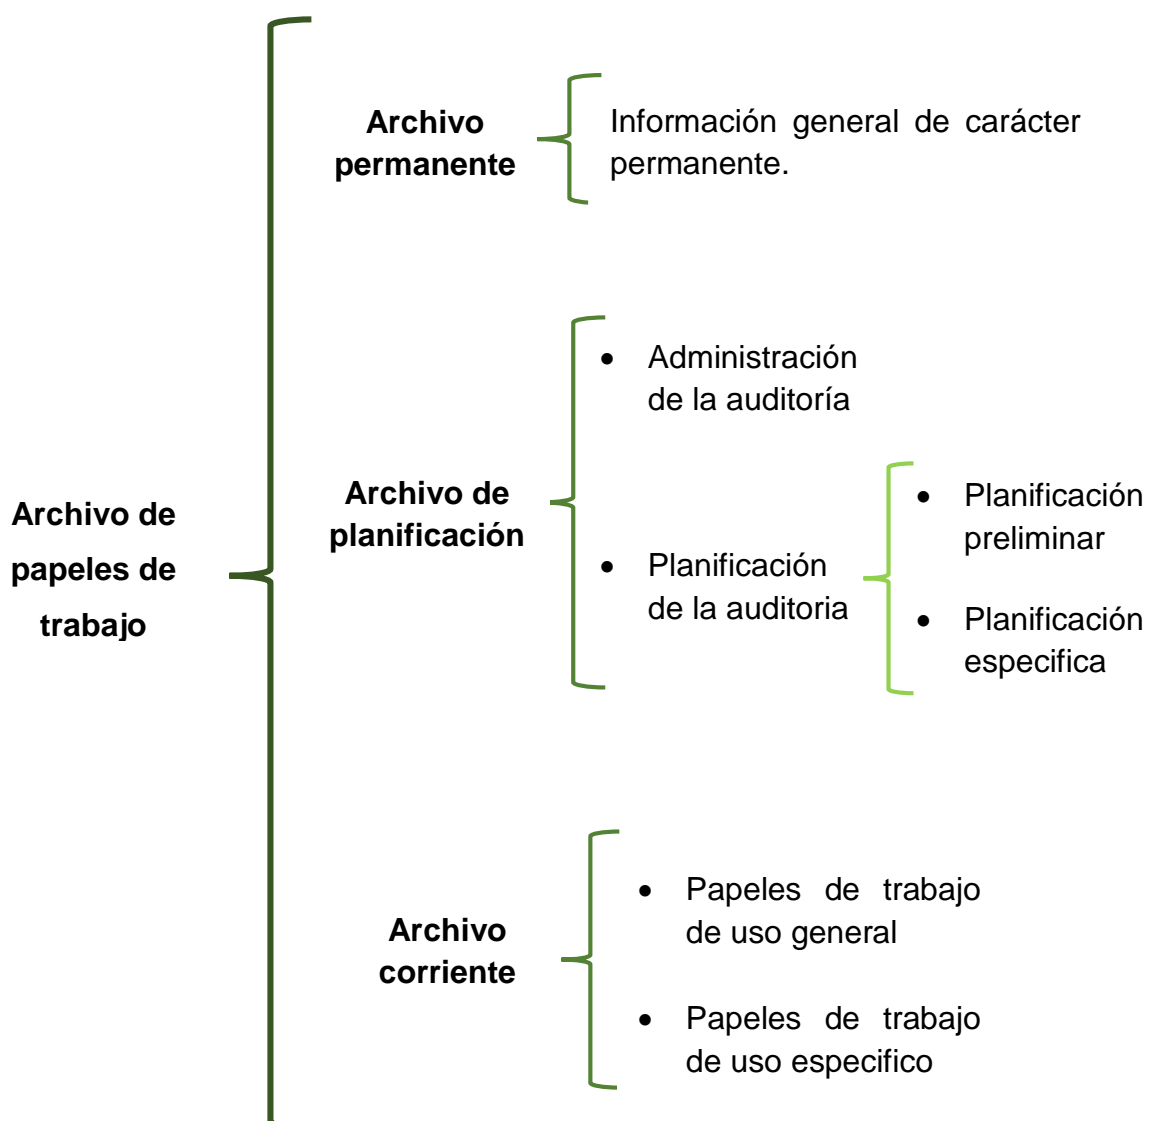 Archivo de
papeles de
trabajo
Archivo
permanente
Información general de carácter
permanente.
Archivo de
planificación
• Administración
de la auditoría
• Planificación
de la auditoria
• Planificación
preliminar
• Planificación
especifica
Archivo
corriente
• Papeles de trabajo
de uso general
• Papeles de trabajo
de uso especifico